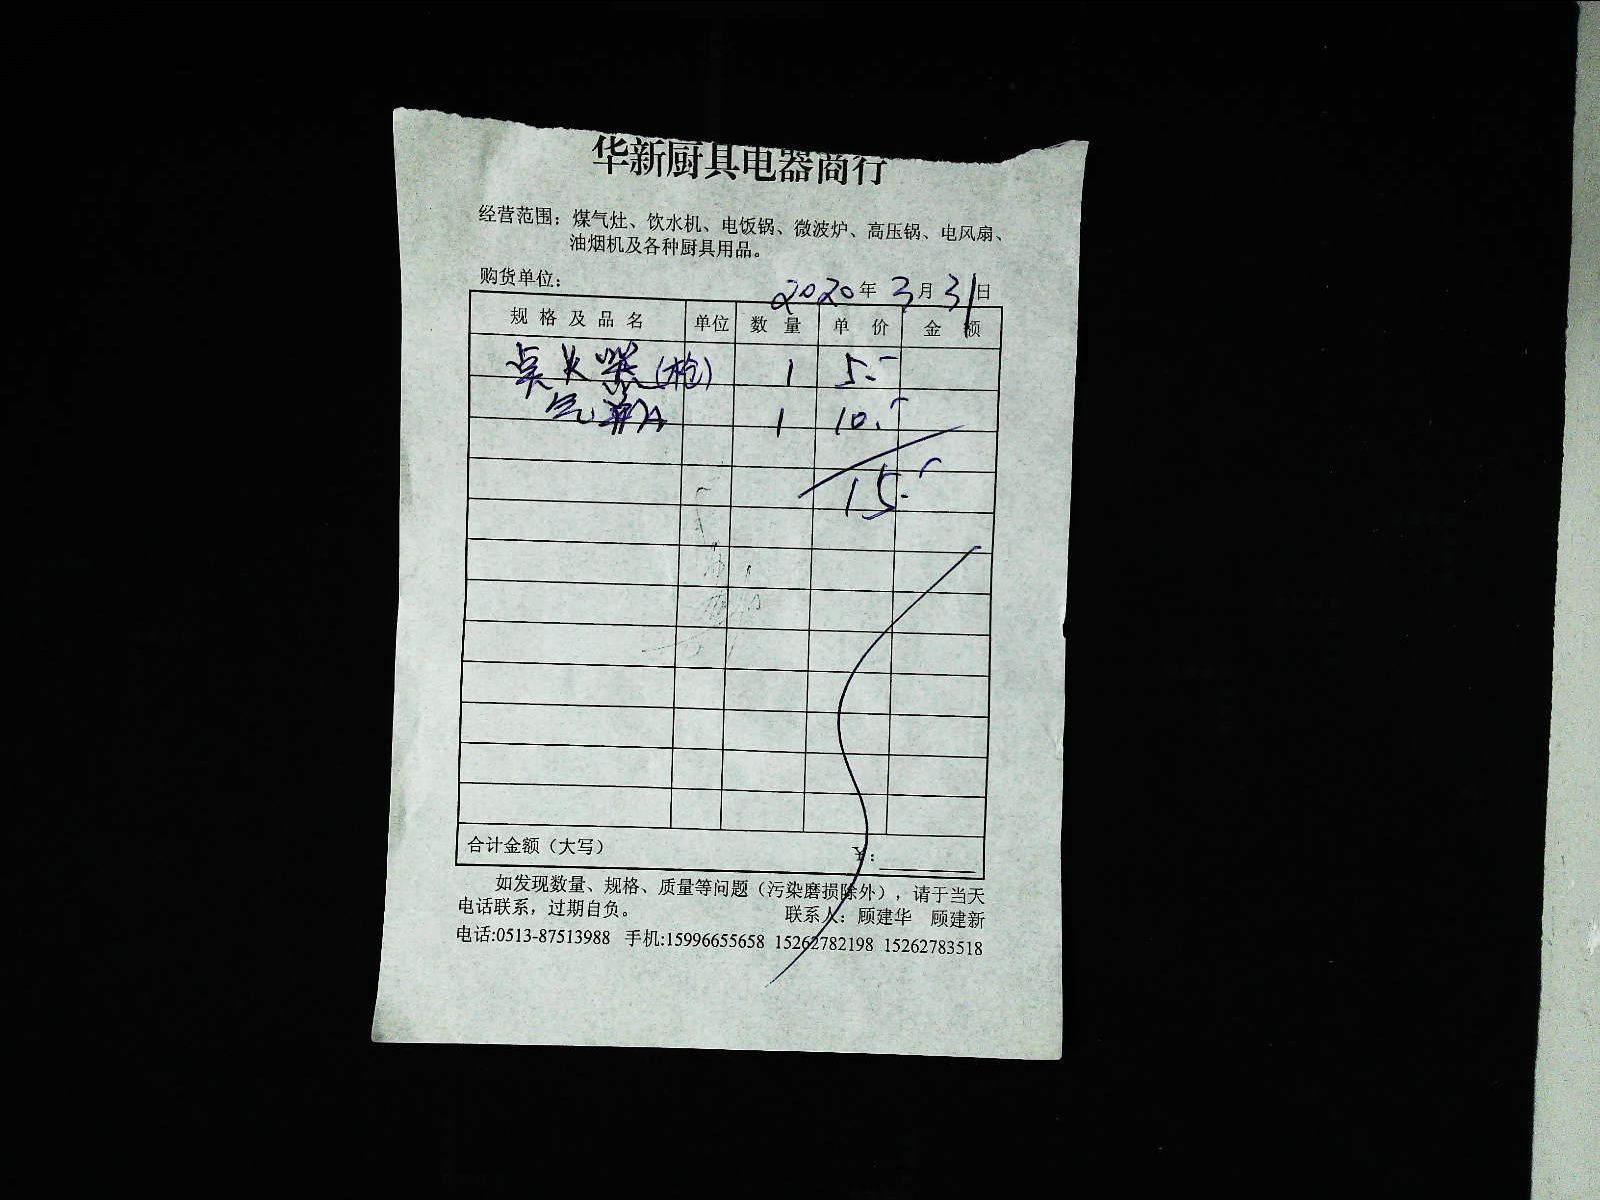 华新厨具电器商行
经营范围：煤气灶、饮水机、电饭锅、微波炉、高压锅、电风扇、
油烟机及各种厨具用品。
购货单位：
2020年 3月 31日
规格及品名 单位 数量 单价 金额
点火器(枪) 1 5.-
气 1 10.-
15.-
合计金额（大写） ￥：
如发现数量、规格、质量等问题（污染磨损除外），请于当天
电话联系，过期自负。 联系人：顾建华 顾建新
电话:0513-87513988 手机:15996655658 15262782198 15262783518